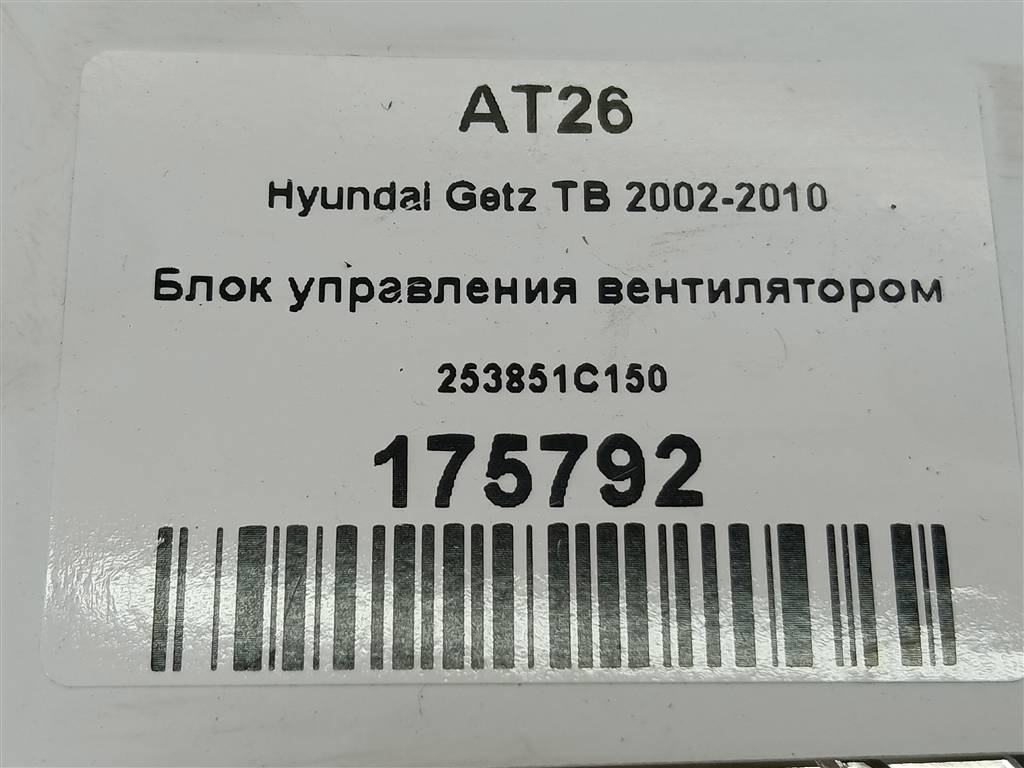 AT26
Hyundai Getz TB 2002-2010
Блок управления вентилятором
253851C150
175792